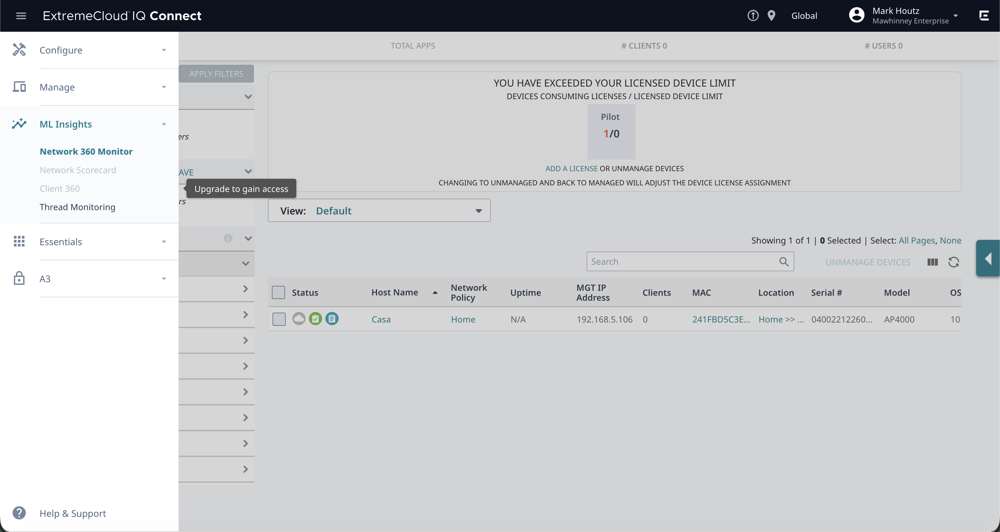 ExtremeCloud™ IQ Connect
Global
Mark Houtz
Mawhinney Enterprise
Configure
Manage
ML Insights
Network 360 Monitor
Network Scorecard
Client 360
Thread Monitoring
Essentials
A3
Help & Support
Upgrade to gain access
TOTAL APPS
# CLIENTS 0
# USERS 0
APPLY FILTERS
ers
AVE
rs
YOU HAVE EXCEEDED YOUR LICENSED DEVICE LIMIT
DEVICES CONSUMING LICENSES / LICENSED DEVICE LIMIT
Pilot
1/0
ADD A LICENSE OR UNMANAGE DEVICES
CHANGING TO UNMANAGED AND BACK TO MANAGED WILL ADJUST THE DEVICE LICENSE ASSIGNMENT
View: Default
Showing 1 of 1 | 0 Selected | Select: All Pages, None
Search
UNMANAGE DEVICES
Status Host Name Network Policy Uptime MGT IP Address Clients MAC Location Serial # Model OS
Casa Home N/A 192.168.5.106 0 241FBD5C3E... Home >> ... 04002212260... AP4000 10